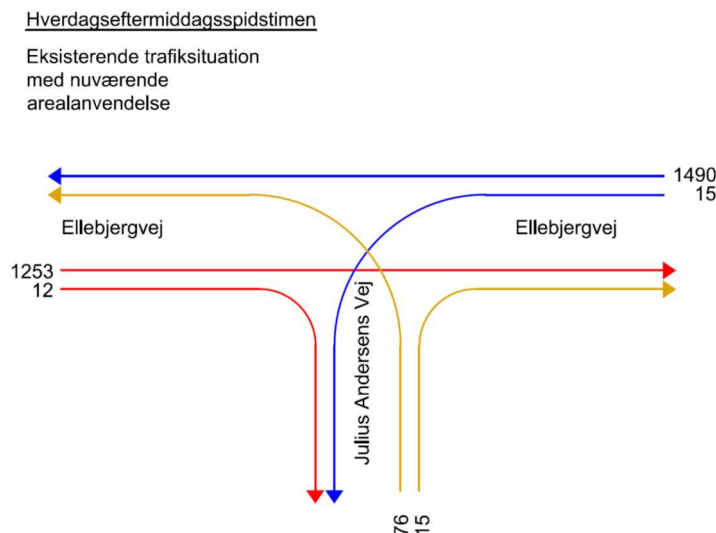 Hverdagseftermiddagsspidstimen
Eksisterende trafiksituation
med nuværende
arealanvendelse
1490
15
Ellebjergvej
Ellebjergvej
1253
12
Julius Andersens Vej
76
15